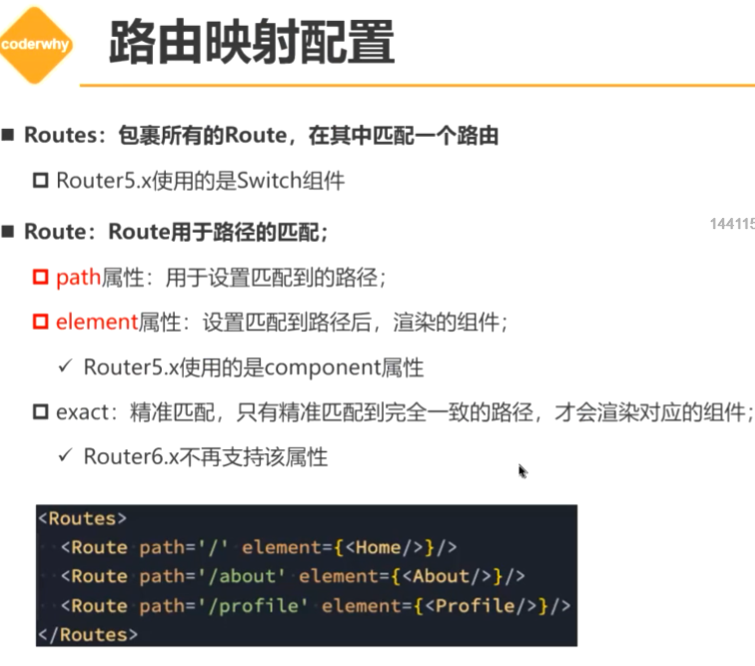 coderwhy
路由映射配置
Routes：包裹所有的Route，在其中匹配一个路由
Router5.x使用的是Switch组件
Route：Route用于路径的匹配；
144115
path属性：用于设置匹配到的路径；
element属性：设置匹配到路径后，渲染的组件；
Router5.x使用的是component属性
exact：精准匹配，只有精准匹配到完全一致的路径，才会渲染对应的组件；
Router6.x不再支持该属性
<Routes>
<Route path='/' element={<Home/>}/>
<Route path='/about' element={<About/>}/>
<Route path='/profile' element={<Profile/>}/>
</Routes>